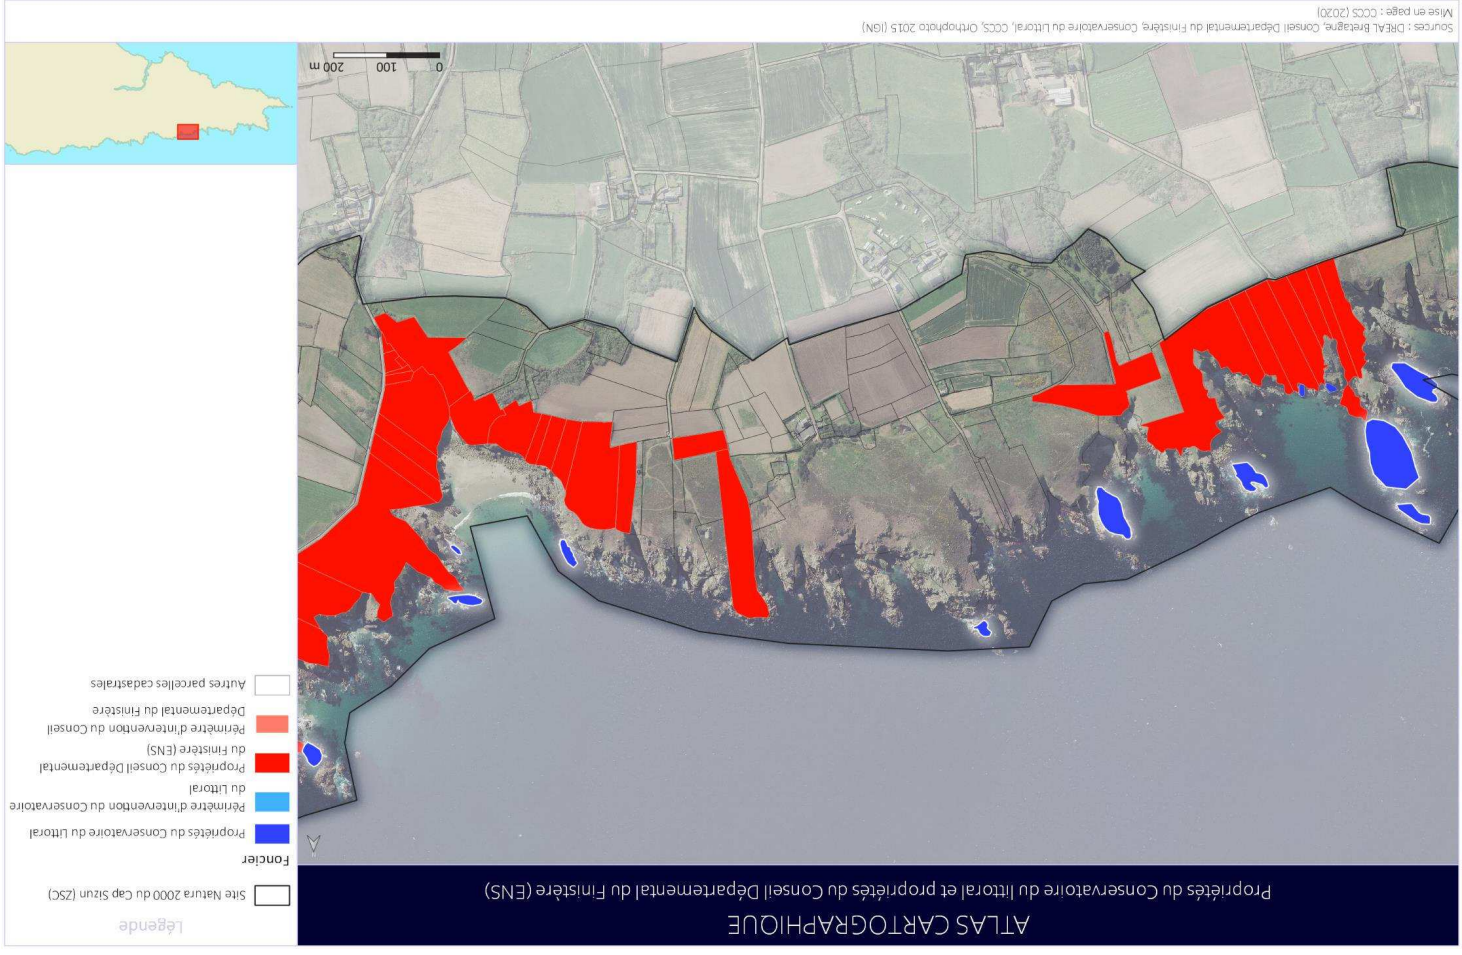 ATLAS CARTOGRAPHIQUE
Propriétés du Conservatoire du littoral et propriétés du Conseil Départemental du Finistère (ENS)
Légende
Site Natura 2000 du Cap Sizun (ZSC)
Foncier
Propriétés du Conservatoire du Littoral
Périmètre d'intervention du Conservatoire
du Littoral
Propriétés du Conseil Départemental
du Finistère (ENS)
Périmètre d'intervention du Conseil
Départemental du Finistère
Autres parcelles cadastrales
0 100 200 m
Sources : DREAL Bretagne, Conseil Départemental du Finistère, Conservatoire du Littoral, CCCS, Orthophoto 2015 (IGN)
Mise en page : CCCS (2020)